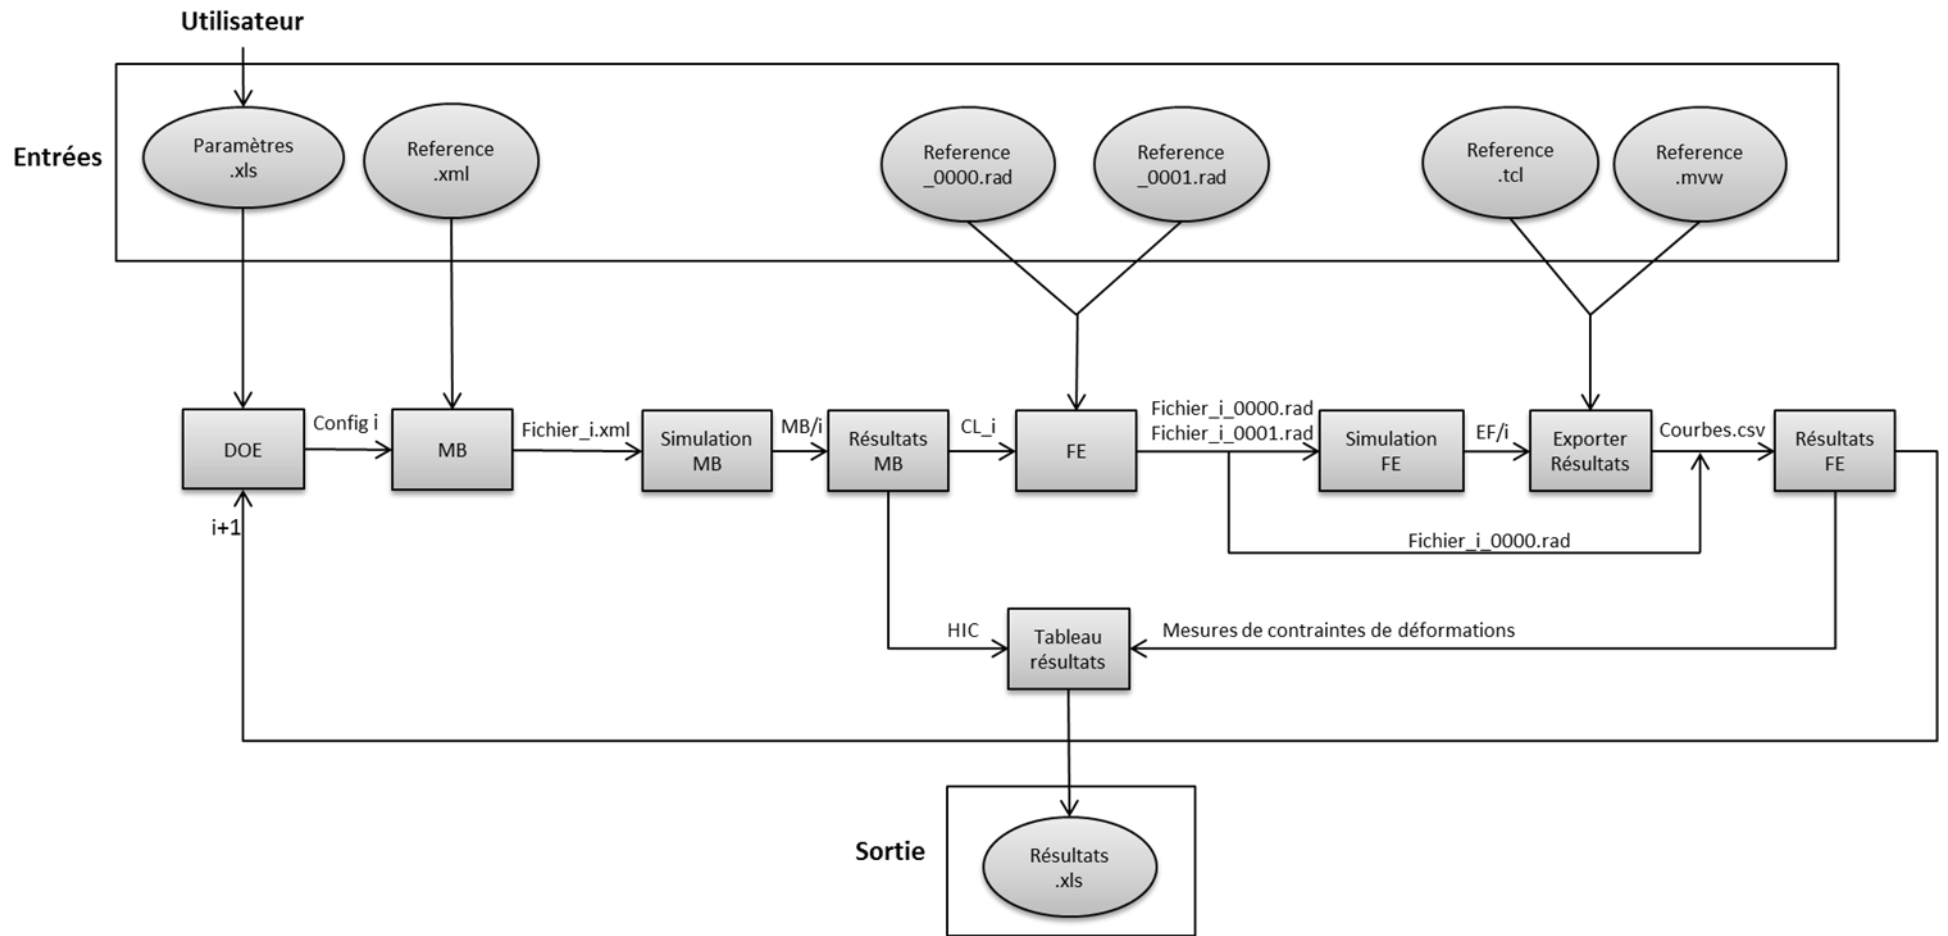 Utilisateur
Entrées
Paramètres
.xls
Reference
.xml
Reference
_0000.rad
Reference
_0001.rad
Reference
.tcl
Reference
.mvw
DOE
Config i
MB
Fichier_i.xml
Simulation
MB
MB/i
Résultats
MB
CL_i
FE
Fichier_i_0000.rad
Fichier_i_0001.rad
Simulation
FE
EF/i
Exporter
Résultats
Courbes.csv
Résultats
FE
i+1
Fichier_i_0000.rad
HIC
Tableau
résultats
Mesures de contraintes de déformations
Sortie
Résultats
.xls